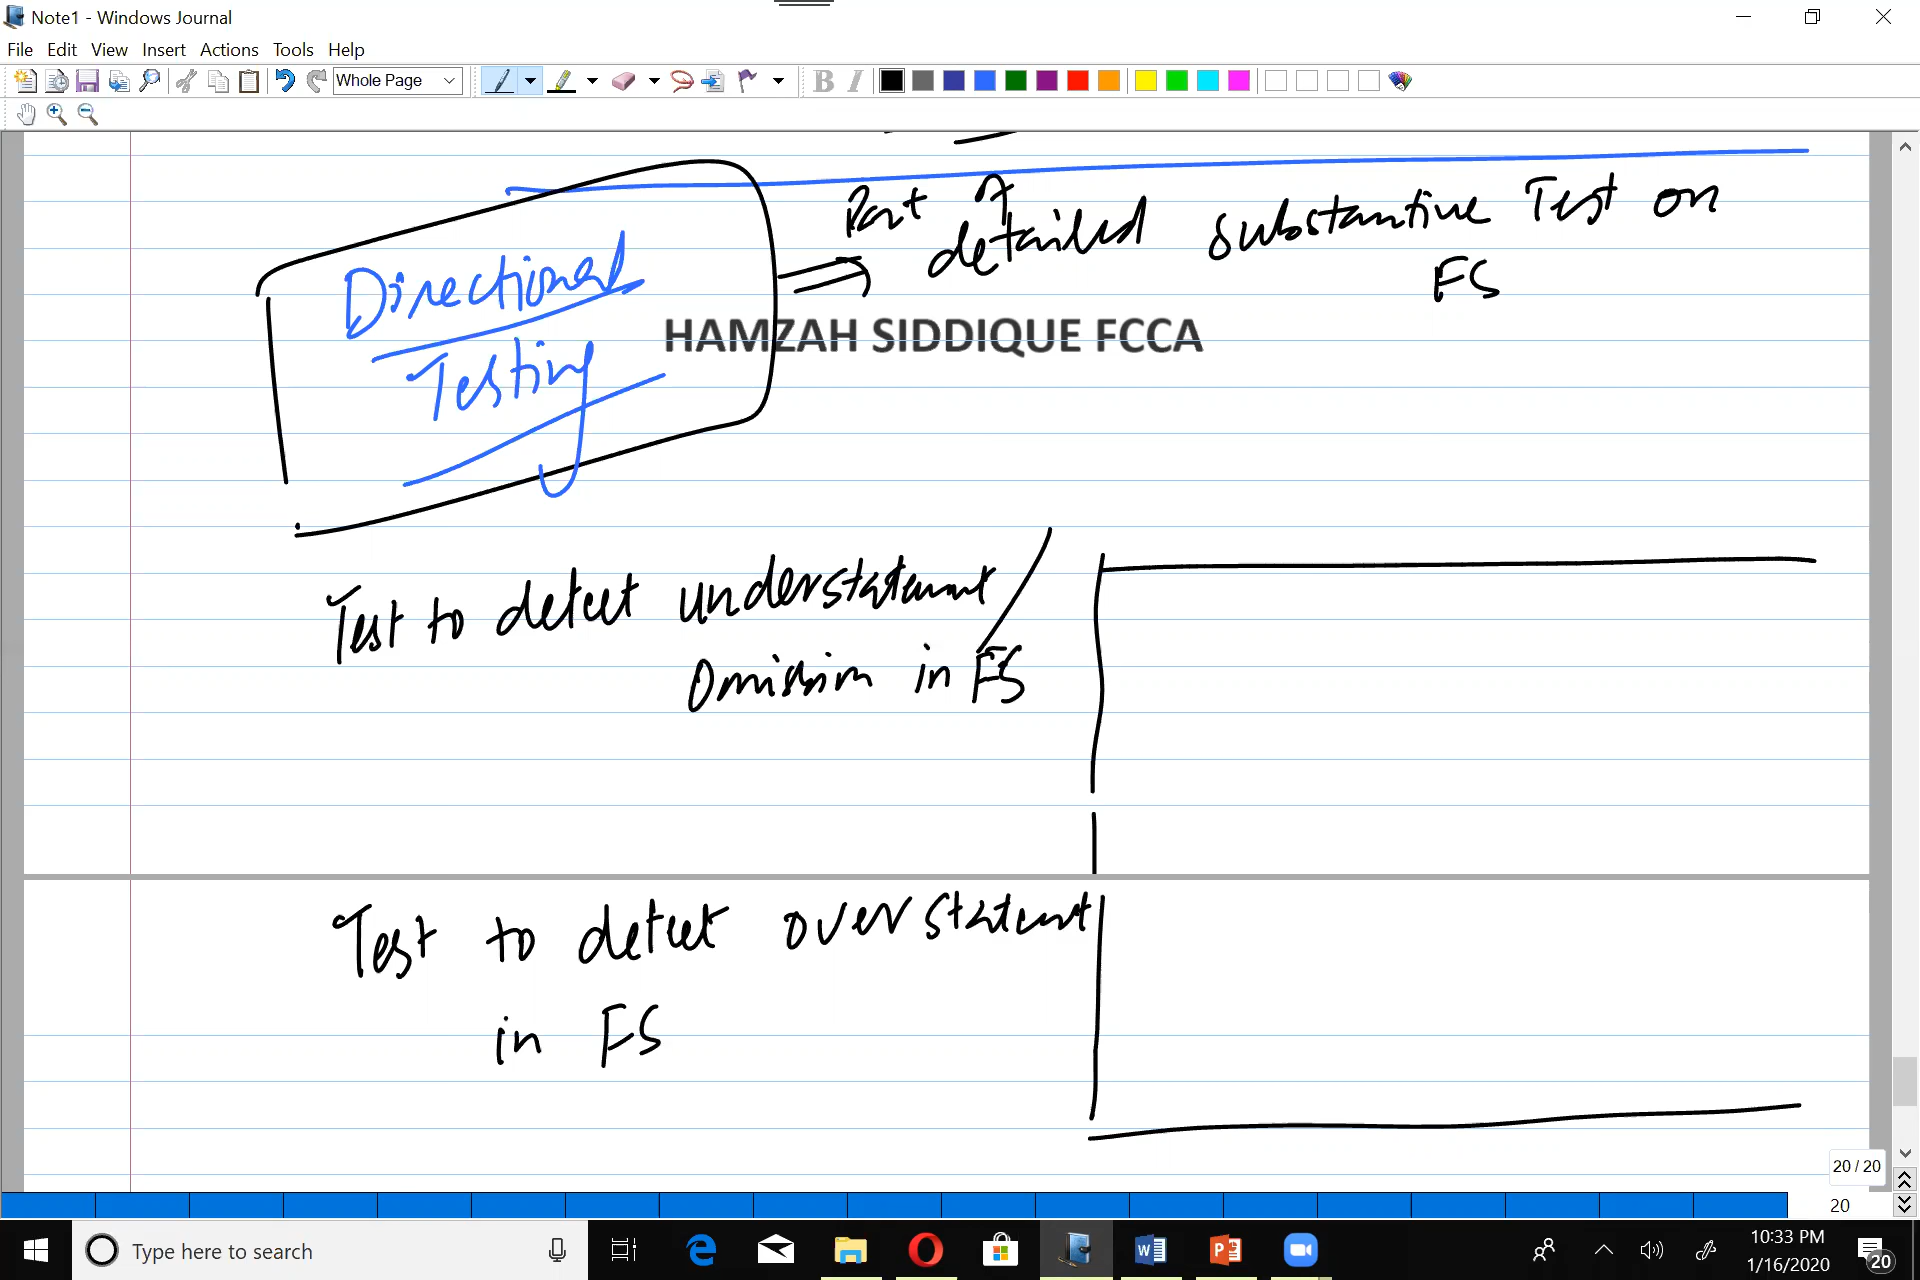 Note1 - Windows Journal
File Edit View Insert Actions Tools Help
Whole Page
B I
Part of
detailed substantive Test on
FS
Directional
Testing
HAMZAH SIDDIQUE FCCA
Test to detect understatement /
Omission in FS
Test to detect overstatement
in FS
20 / 20
20
Type here to search
10:33 PM
1/16/2020
20